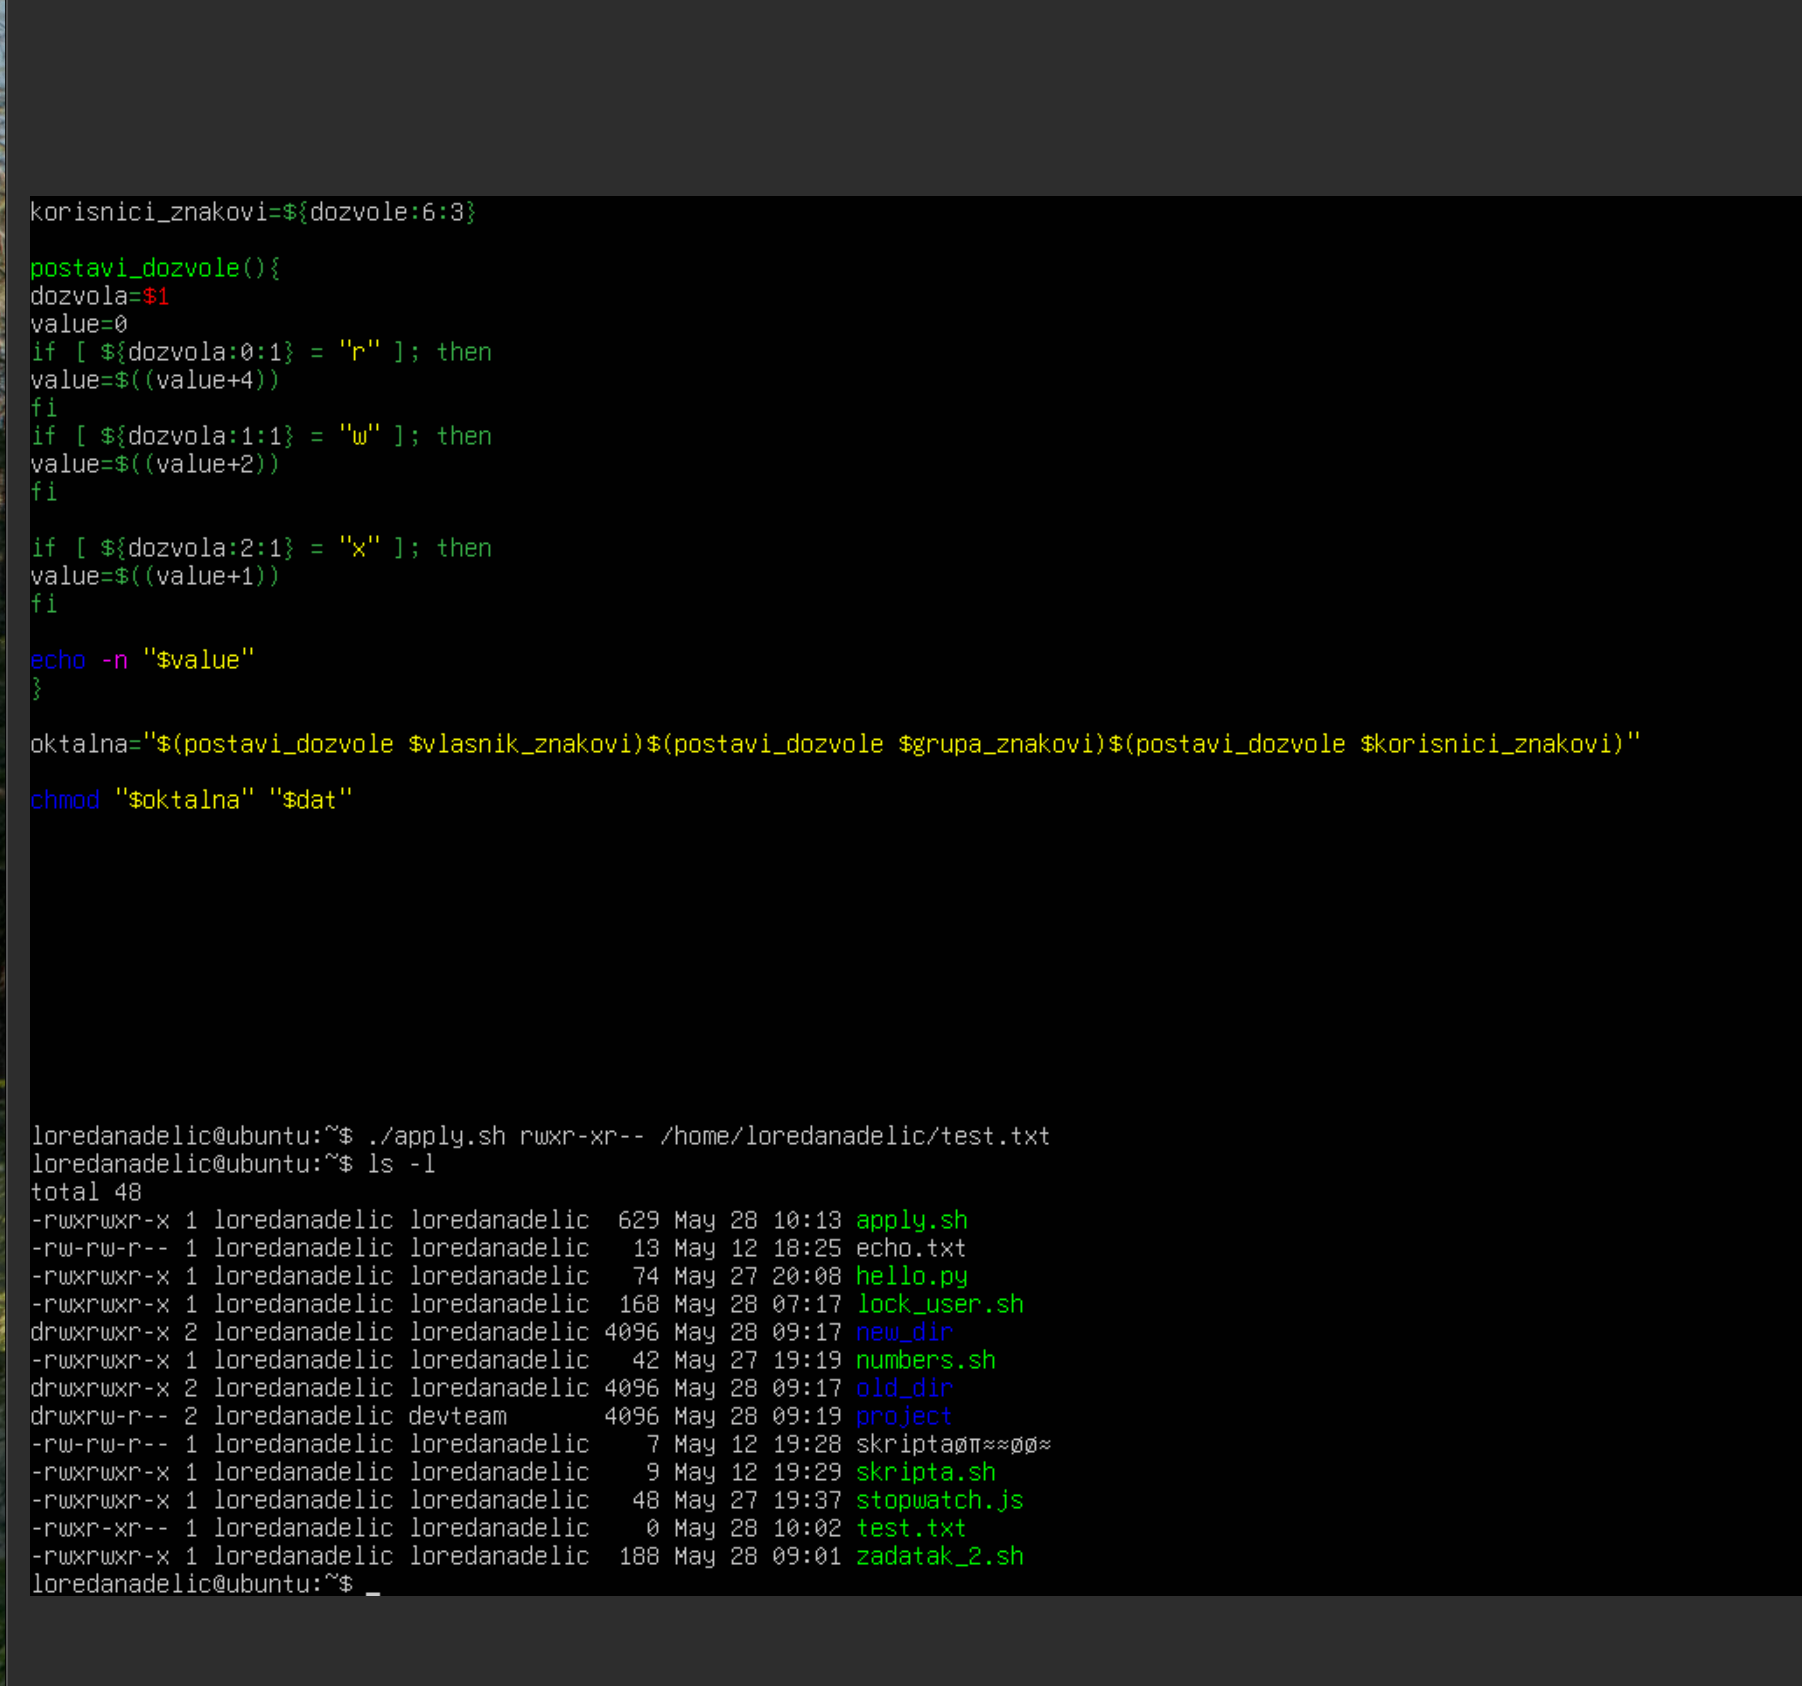 korisnici_znakovi=${dozvole:6:3}
postavi_dozvole(){
dozvola=$1
value=0
if [ ${dozvola:0:1} = "r" ]; then
value=$((value+4))
fi
if [ ${dozvola:1:1} = "w" ]; then
value=$((value+2))
fi
if [ ${dozvola:2:1} = "x" ]; then
value=$((value+1))
fi
echo -n "$value"
}
oktalna="$(postavi_dozvole $vlasnik_znakovi)$(postavi_dozvole $grupa_znakovi)$(postavi_dozvole $korisnici_znakovi)"
chmod "$oktalna" "$dat"
loredanadelic@ubuntu:~$ ./apply.sh rwxr-xr-- /home/loredanadelic/test.txt
loredanadelic@ubuntu:~$ ls -l
total 48
-rwxrwxr-x 1 loredanadelic loredanadelic  629 May 28 10:13 apply.sh
-rw-rw-r-- 1 loredanadelic loredanadelic   13 May 12 18:25 echo.txt
-rwxrwxr-x 1 loredanadelic loredanadelic   74 May 27 20:08 hello.py
-rwxrwxr-x 1 loredanadelic loredanadelic  168 May 28 07:17 lock_user.sh
drwxrwxr-x 2 loredanadelic loredanadelic 4096 May 28 09:17 new_dir
-rwxrwxr-x 1 loredanadelic loredanadelic   42 May 27 19:19 numbers.sh
drwxrwxr-x 2 loredanadelic loredanadelic 4096 May 28 09:17 old_dir
drwxrw-r-- 2 loredanadelic devteam       4096 May 28 09:19 project
-rw-rw-r-- 1 loredanadelic loredanadelic    7 May 12 19:28 skriptaøπ≈≈øø≈
-rwxrwxr-x 1 loredanadelic loredanadelic    9 May 12 19:29 skripta.sh
-rwxrwxr-x 1 loredanadelic loredanadelic   48 May 27 19:37 stopwatch.js
-rwxr-xr-- 1 loredanadelic loredanadelic    0 May 28 10:02 test.txt
-rwxrwxr-x 1 loredanadelic loredanadelic  188 May 28 09:01 zadatak_2.sh
loredanadelic@ubuntu:~$ _